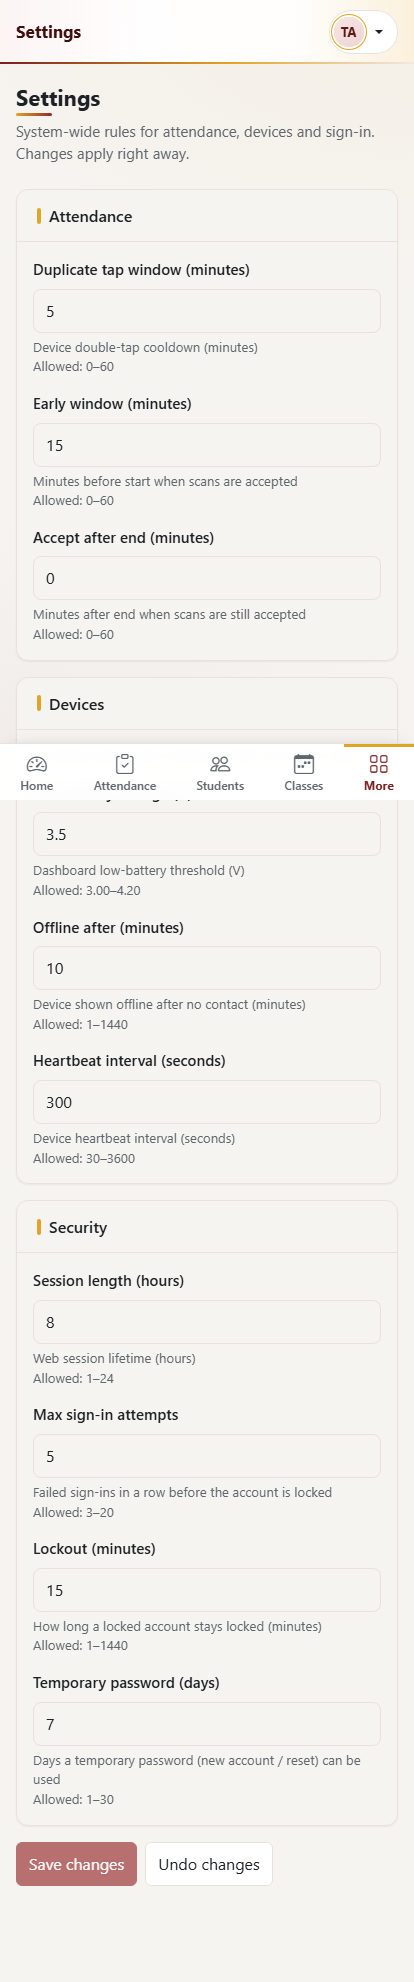 Settings
TA
Settings
System-wide rules for attendance, devices and sign-in.
Changes apply right away.
Attendance
Duplicate tap window (minutes)
5
Device double-tap cooldown (minutes)
Allowed: 0–60
Early window (minutes)
15
Minutes before start when scans are accepted
Allowed: 0–60
Accept after end (minutes)
0
Minutes after end when scans are still accepted
Allowed: 0–60
Devices
Home
Attendance
Students
Classes
More
3.5
Dashboard low-battery threshold (V)
Allowed: 3.00–4.20
Offline after (minutes)
10
Device shown offline after no contact (minutes)
Allowed: 1–1440
Heartbeat interval (seconds)
300
Device heartbeat interval (seconds)
Allowed: 30–3600
Security
Session length (hours)
8
Web session lifetime (hours)
Allowed: 1–24
Max sign-in attempts
5
Failed sign-ins in a row before the account is locked
Allowed: 3–20
Lockout (minutes)
15
How long a locked account stays locked (minutes)
Allowed: 1–1440
Temporary password (days)
7
Days a temporary password (new account / reset) can be
used
Allowed: 1–30
Save changes
Undo changes